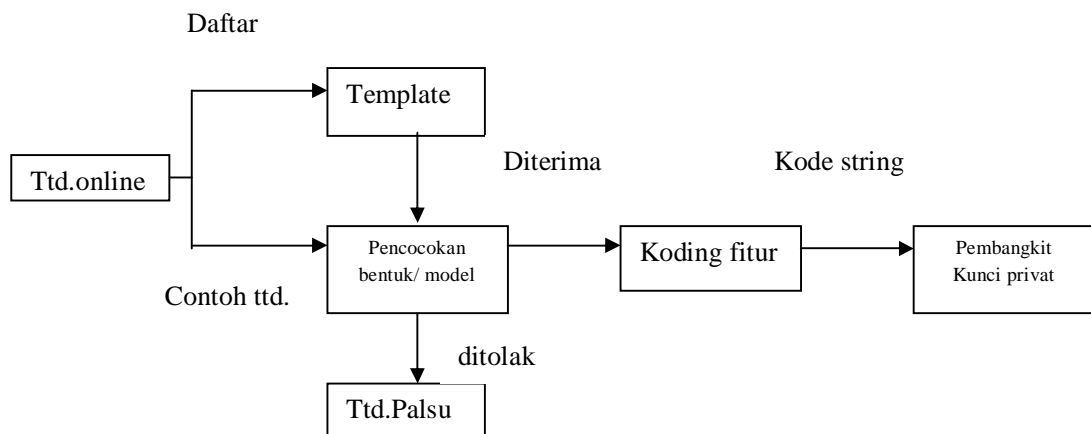 Daftar
Template
Diterima
Kode string
Ttd.online
Pencocokan
bentuk/ model
Koding fitur
Pembangkit
Kunci privat
Contoh ttd.
ditolak
Ttd.Palsu